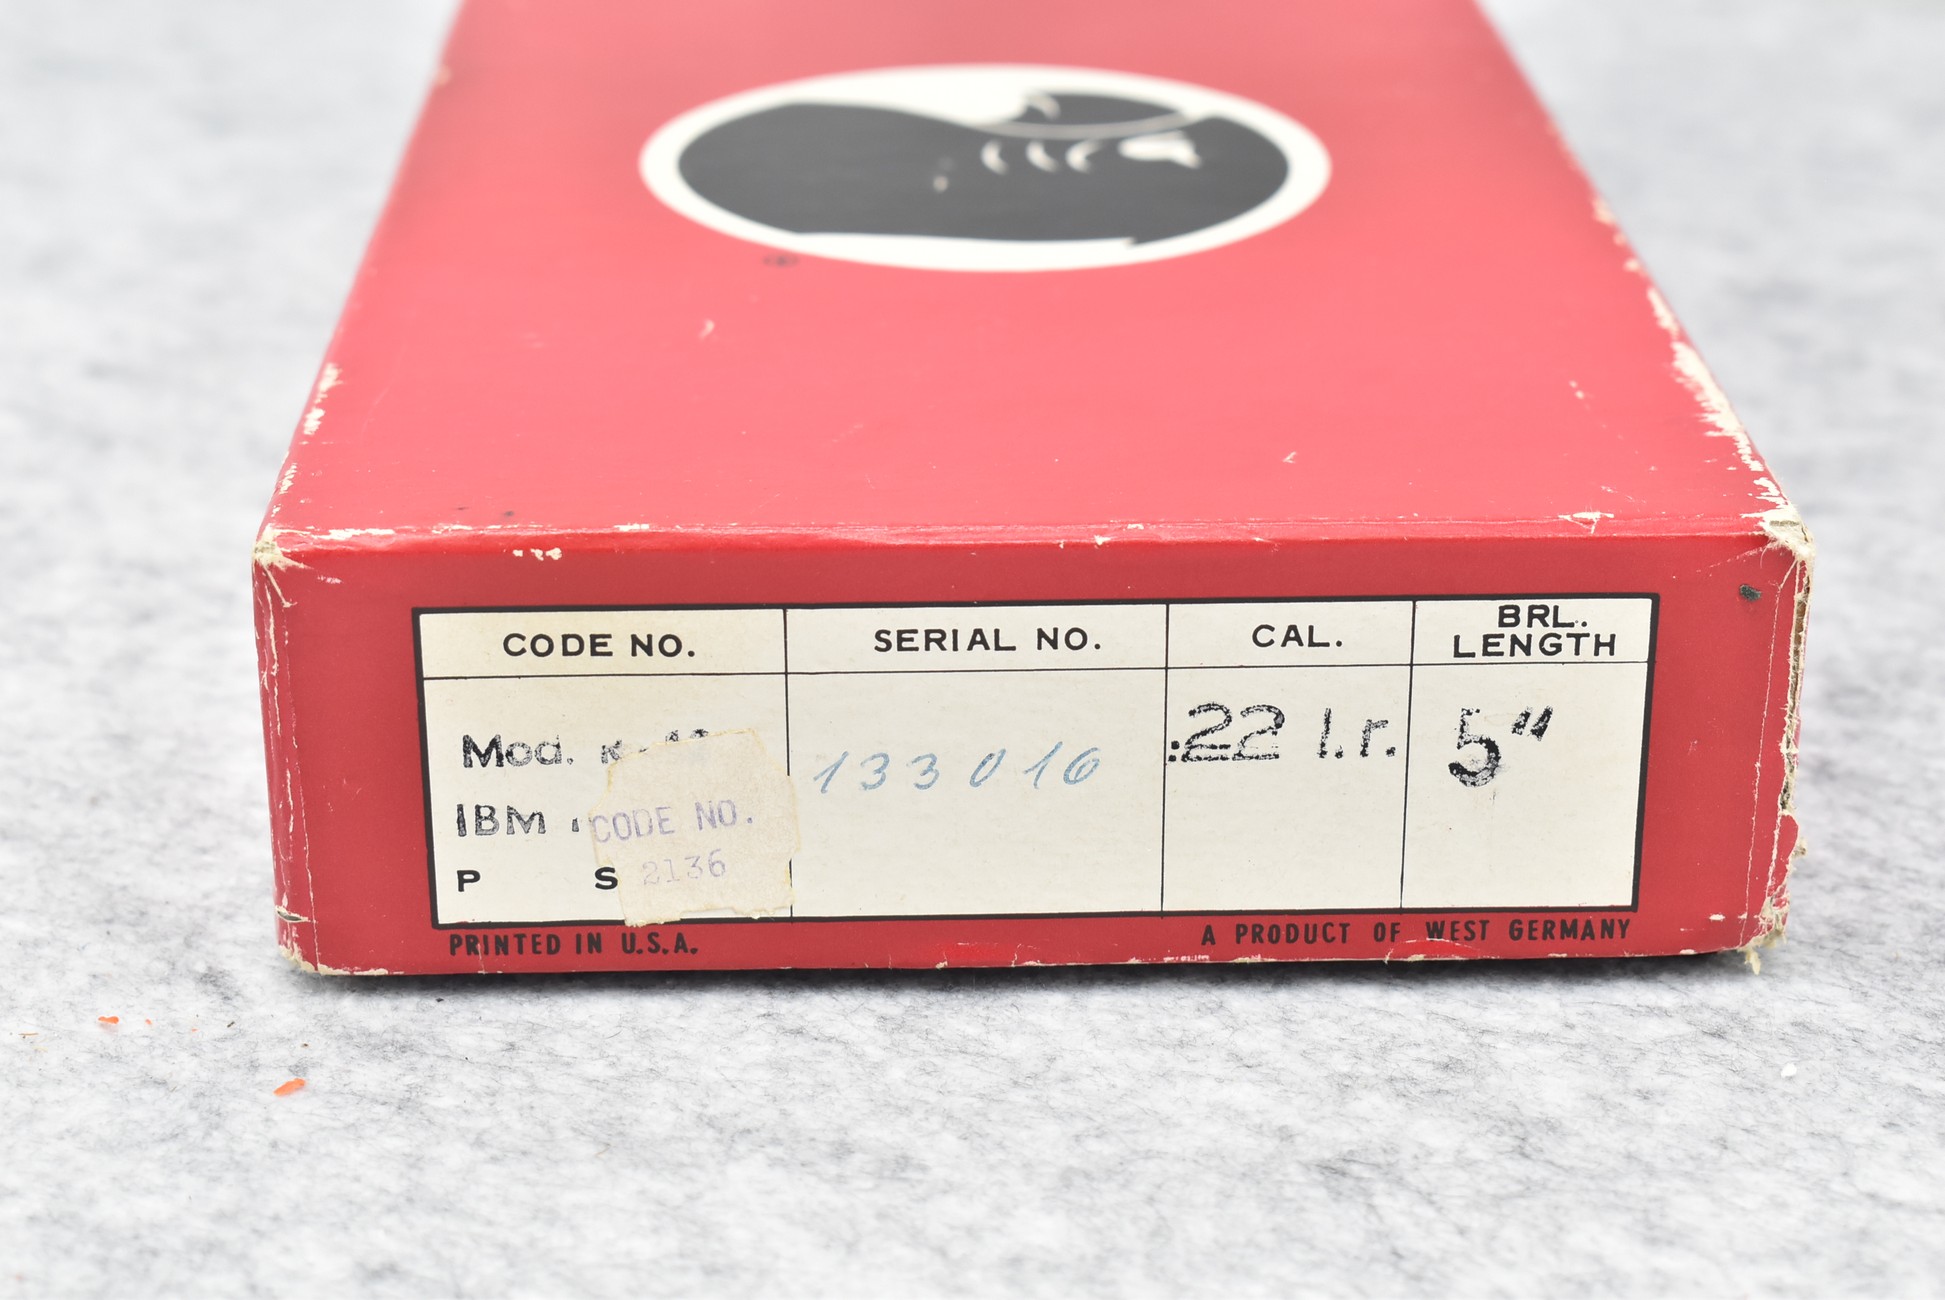 CODE NO.
SERIAL NO.
CAL.
BRL.
LENGTH
Mod.
IBM
P S
CODE NO.
2136
133016
.22 l.r.
5"
PRINTED IN U.S.A.
A PRODUCT OF WEST GERMANY